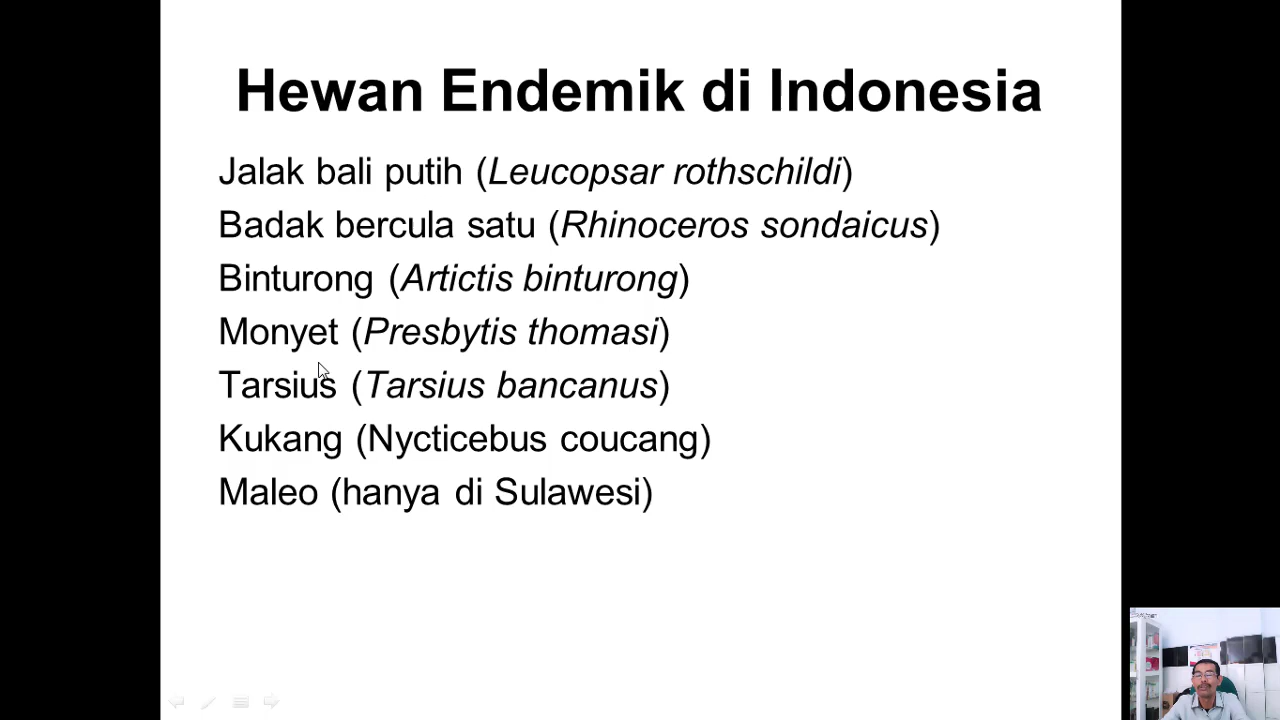 Hewan Endemik di Indonesia
Jalak bali putih (Leucopsar rothschildi)
Badak bercula satu (Rhinoceros sondaicus)
Binturong (Artictis binturong)
Monyet (Presbytis thomasi)
Tarsius (Tarsius bancanus)
Kukang (Nycticebus coucang)
Maleo (hanya di Sulawesi)